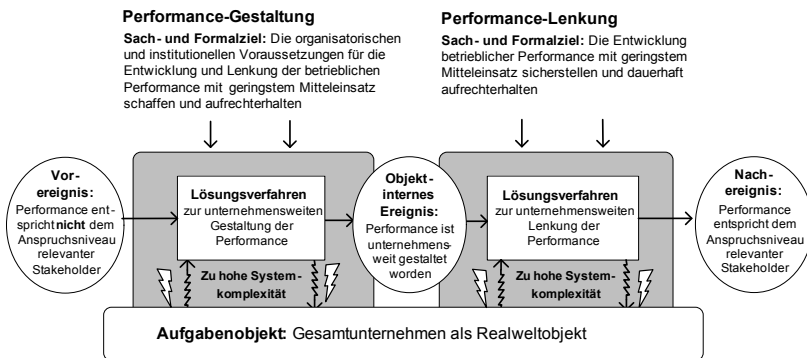 Performance-Gestaltung
Sach- und Formalziel: Die organisatorischen
und institutionellen Voraussetzungen für die
Entwicklung und Lenkung der betrieblichen
Performance mit geringstem Mitteleinsatz
schaffen und aufrechterhalten
Performance-Lenkung
Sach- und Formalziel: Die Entwicklung
betrieblicher Performance mit geringstem
Mitteleinsatz sicherstellen und dauerhaft
aufrechterhalten
Vor-
ereignis:
Performance ent-
spricht nicht dem
Anspruchsniveau
relevanter
Stakeholder
Lösungsverfahren
zur unternehmensweiten
Gestaltung der
Performance
Zu hohe System-
komplexität
Objekt-
internes
Ereignis:
Performance ist
unternehmens-
weit gestaltet
worden
Lösungsverfahren
zur unternehmensweiten
Lenkung der
Performance
Zu hohe System-
komplexität
Nach-
ereignis:
Performance
entspricht dem
Anspruchsniveau
relevanter
Stakeholder
Aufgabenobjekt: Gesamtunternehmen als Realweltobjekt